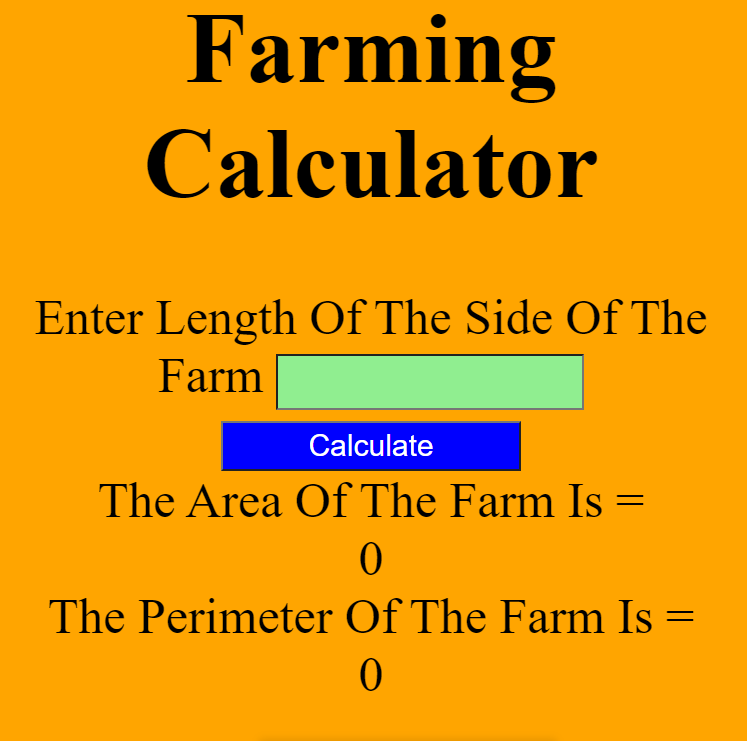 Farming
Calculator
Enter Length Of The Side Of The
Farm
Calculate
The Area Of The Farm Is =
0
The Perimeter Of The Farm Is =
0